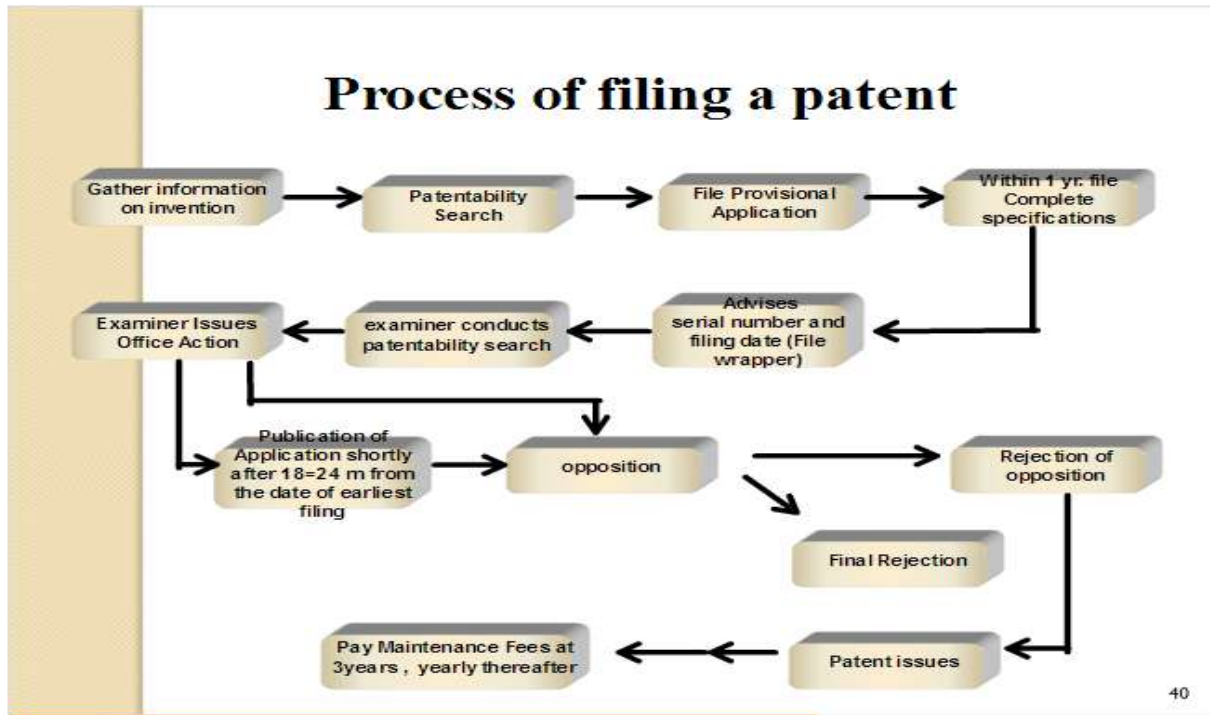 Process of filing a patent
Gather information
on invention
Patentability
Search
File Provisional
Application
Within 1 yr. file
Complete
specifications
Examiner Issues
Office Action
examiner conducts
patentability search
Advises
serial number and
filing date (File
wrapper)
Publication of
Application shortly
after 18=24 m from
the date of earliest
filing
opposition
Rejection of
opposition
Final Rejection
Pay Maintenance Fees at
3years , yearly thereafter
Patent issues
40